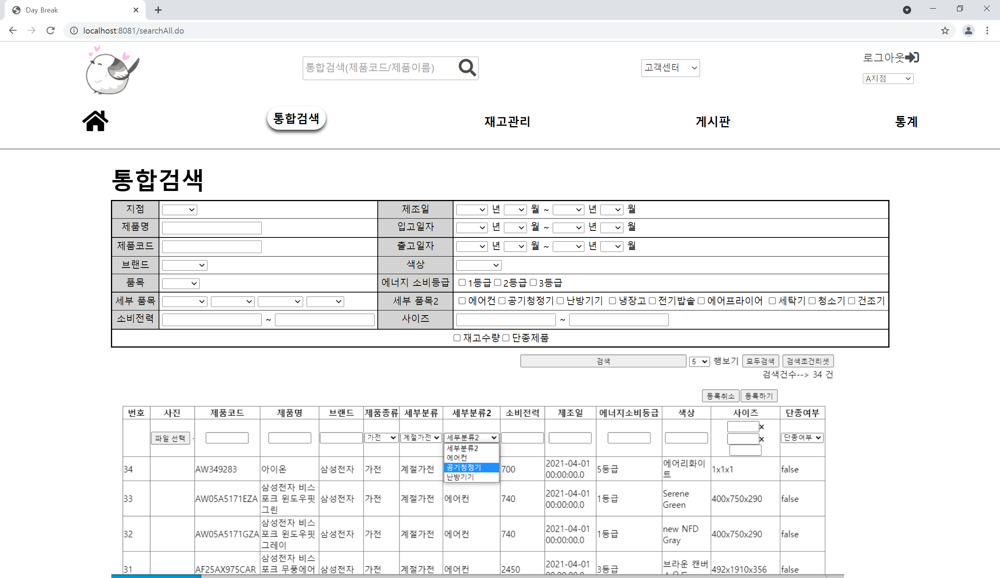 Day Break
localhost:8081/searchAll.do
통합검색(제품코드/제품이름)
고객센터
로그아웃
A지점
통합검색 재고관리 게시판 통계
통합검색
지점 제조일 년 월 ~ 년 월
제품명 입고일자 년 월 ~ 년 월
제품코드 출고일자 년 월 ~ 년 월
브랜드 색상
품목 에너지 소비등급 1등급 2등급 3등급
세부 품목 세부 품목2 에어컨 공기청정기 난방기기 냉장고 전기밥솥 에어프라이어 세탁기 청소기 건조기
소비전력 ~ 사이즈 ~
재고수량 단종제품
검색 5 행보기 모두검색 검색조건리셋
검색건수--> 34 건
등록취소 등록하기
번호 사진 제품코드 제품명 브랜드 제품종류 세부분류 세부분류2 소비전력 제조일 에너지소비등급 색상 사이즈 단종여부
x
파일 선택 가전 계절가전 세부분류2 x 단종여부
세부분류2
에어컨
공기청정기
난방기기
34 AW349283 아이온 삼성전자 가전 계절가전 700 2021-04-01 00:00:00.0 5등급 에어리화이트 1x1x1 false
33 AW05A5171EZA 삼성전자 비스포크 윈도우핏 그린 삼성전자 가전 계절가전 에어컨 740 2021-04-01 00:00:00.0 1등급 Serene Green 400x750x290 false
32 AW05A5171GZA 삼성전자 비스포크 윈도우핏 그레이 삼성전자 가전 계절가전 에어컨 740 2021-04-01 00:00:00.0 1등급 new NFD Gray 400x750x290 false
31 AF25AX975CAR 삼성전자 비스포크 무풍에어 삼성전자 가전 계절가전 에어컨 2450 2021-04-01 3등급 브라운 캔버 492x1910x356 false